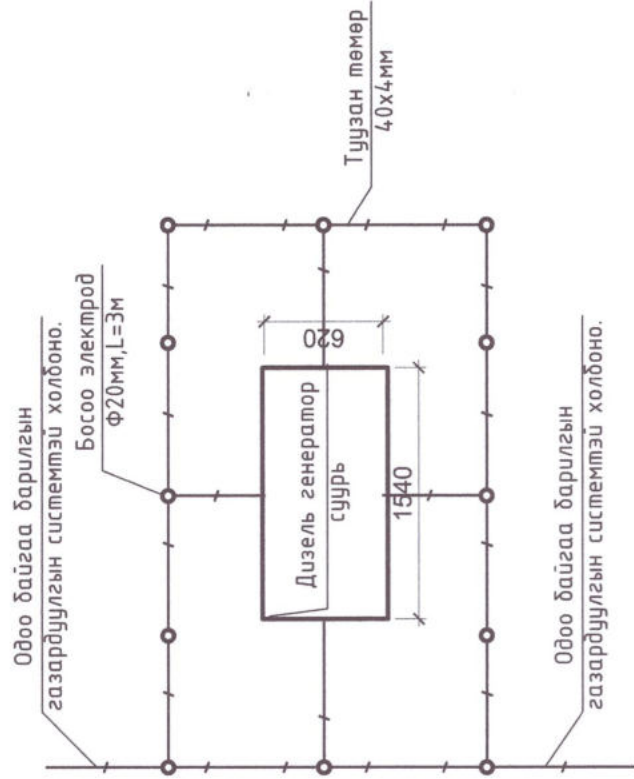 Одоо байгаа барилгын
газардуулгын системтэй холбоно.
Босоо электрод
Ф20мм,L=3м
Туузан төмөр
40x4мм
620
Дизель генератор
суурь
1540
Одоо байгаа барилгын
газардуулгын системтэй холбоно.